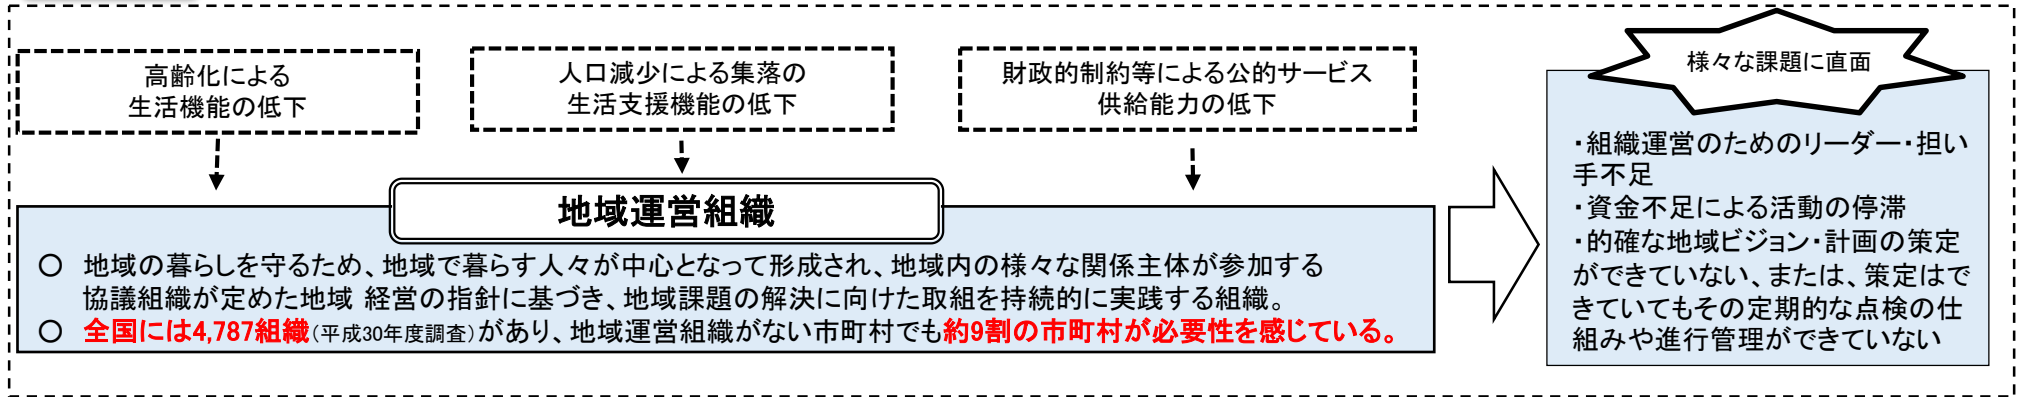 高齢化による
生活機能の低下
人口減少による集落の
生活支援機能の低下
財政的制約等による公的サービス
供給能力の低下
地域運営組織
○ 地域の暮らしを守るため、地域で暮らす人々が中心となって形成され、地域内の様々な関係主体が参加する
協議組織が定めた地域 経営の指針に基づき、地域課題の解決に向けた取組を持続的に実践する組織。
○ 全国には4,787組織(平成30年度調査)があり、地域運営組織がない市町村でも約9割の市町村が必要性を感じている。
様々な課題に直面
・組織運営のためのリーダー・担い
手不足
・資金不足による活動の停滞
・的確な地域ビジョン・計画の策定
ができていない、または、策定はで
きていてもその定期的な点検の仕
組みや進行管理ができていない